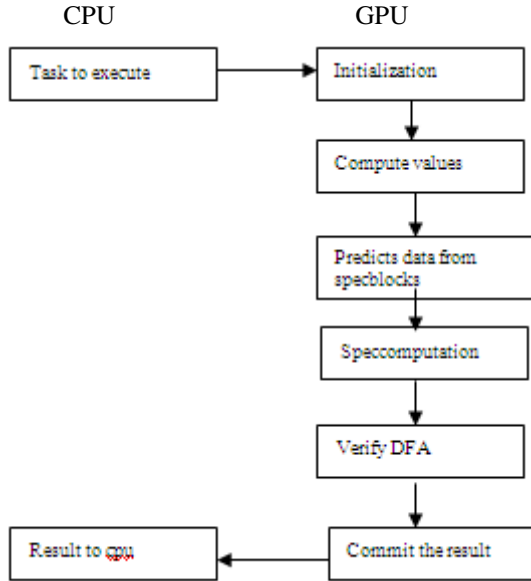 CPU GPU
Task to execute
Initialization
Compute values
Predicts data from
specblocks
Speccomputation
Verify DFA
Commit the result
Result to cpu